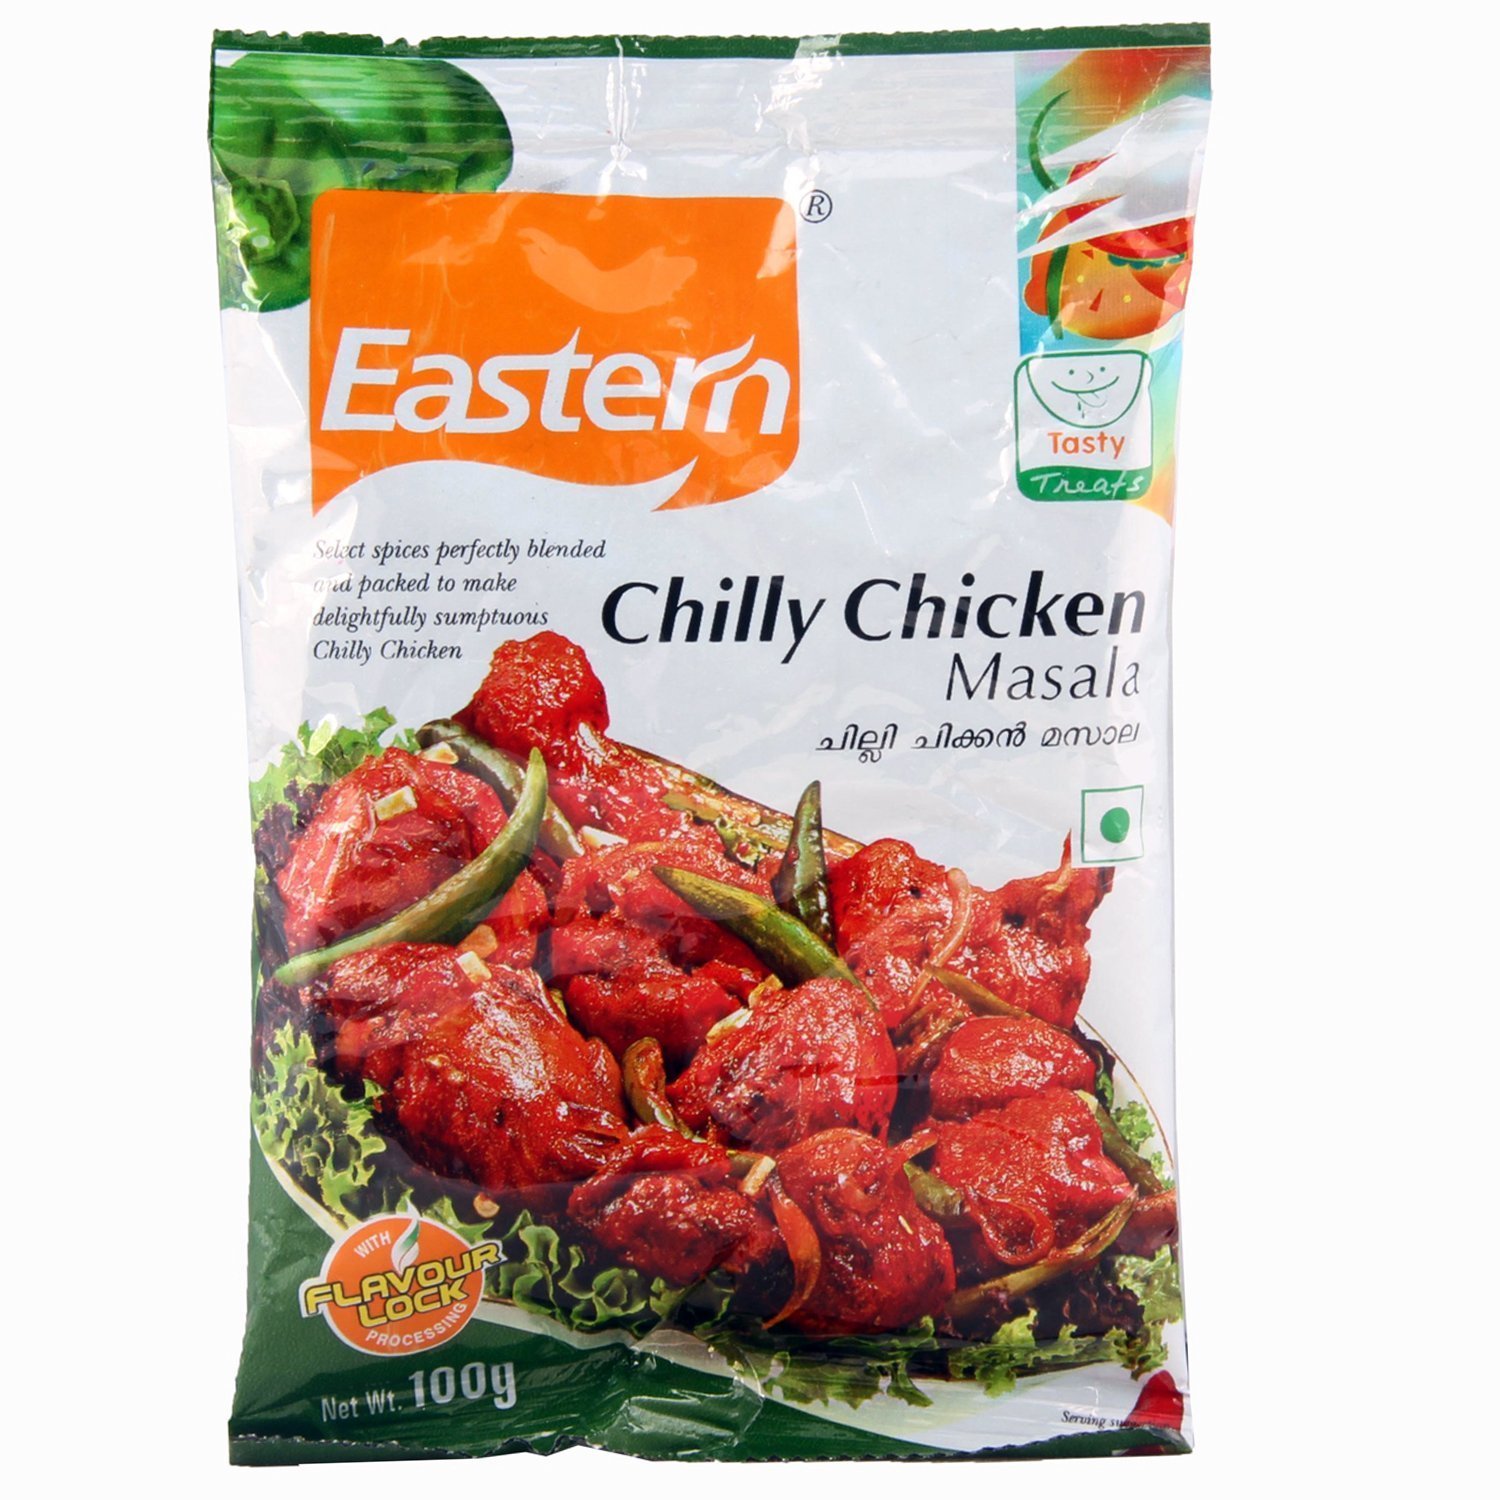 Eastern ®
Tasty
Treats
Select spices perfectly blended
and packed to make
delightfully sumptuous
Chilly Chicken
Chilly Chicken
Masala
ചില്ലി ചിക്കൻ മസാല
WITH
FLAVOUR
LOCK
PROCESSING
Net Wt. 100g
Serving